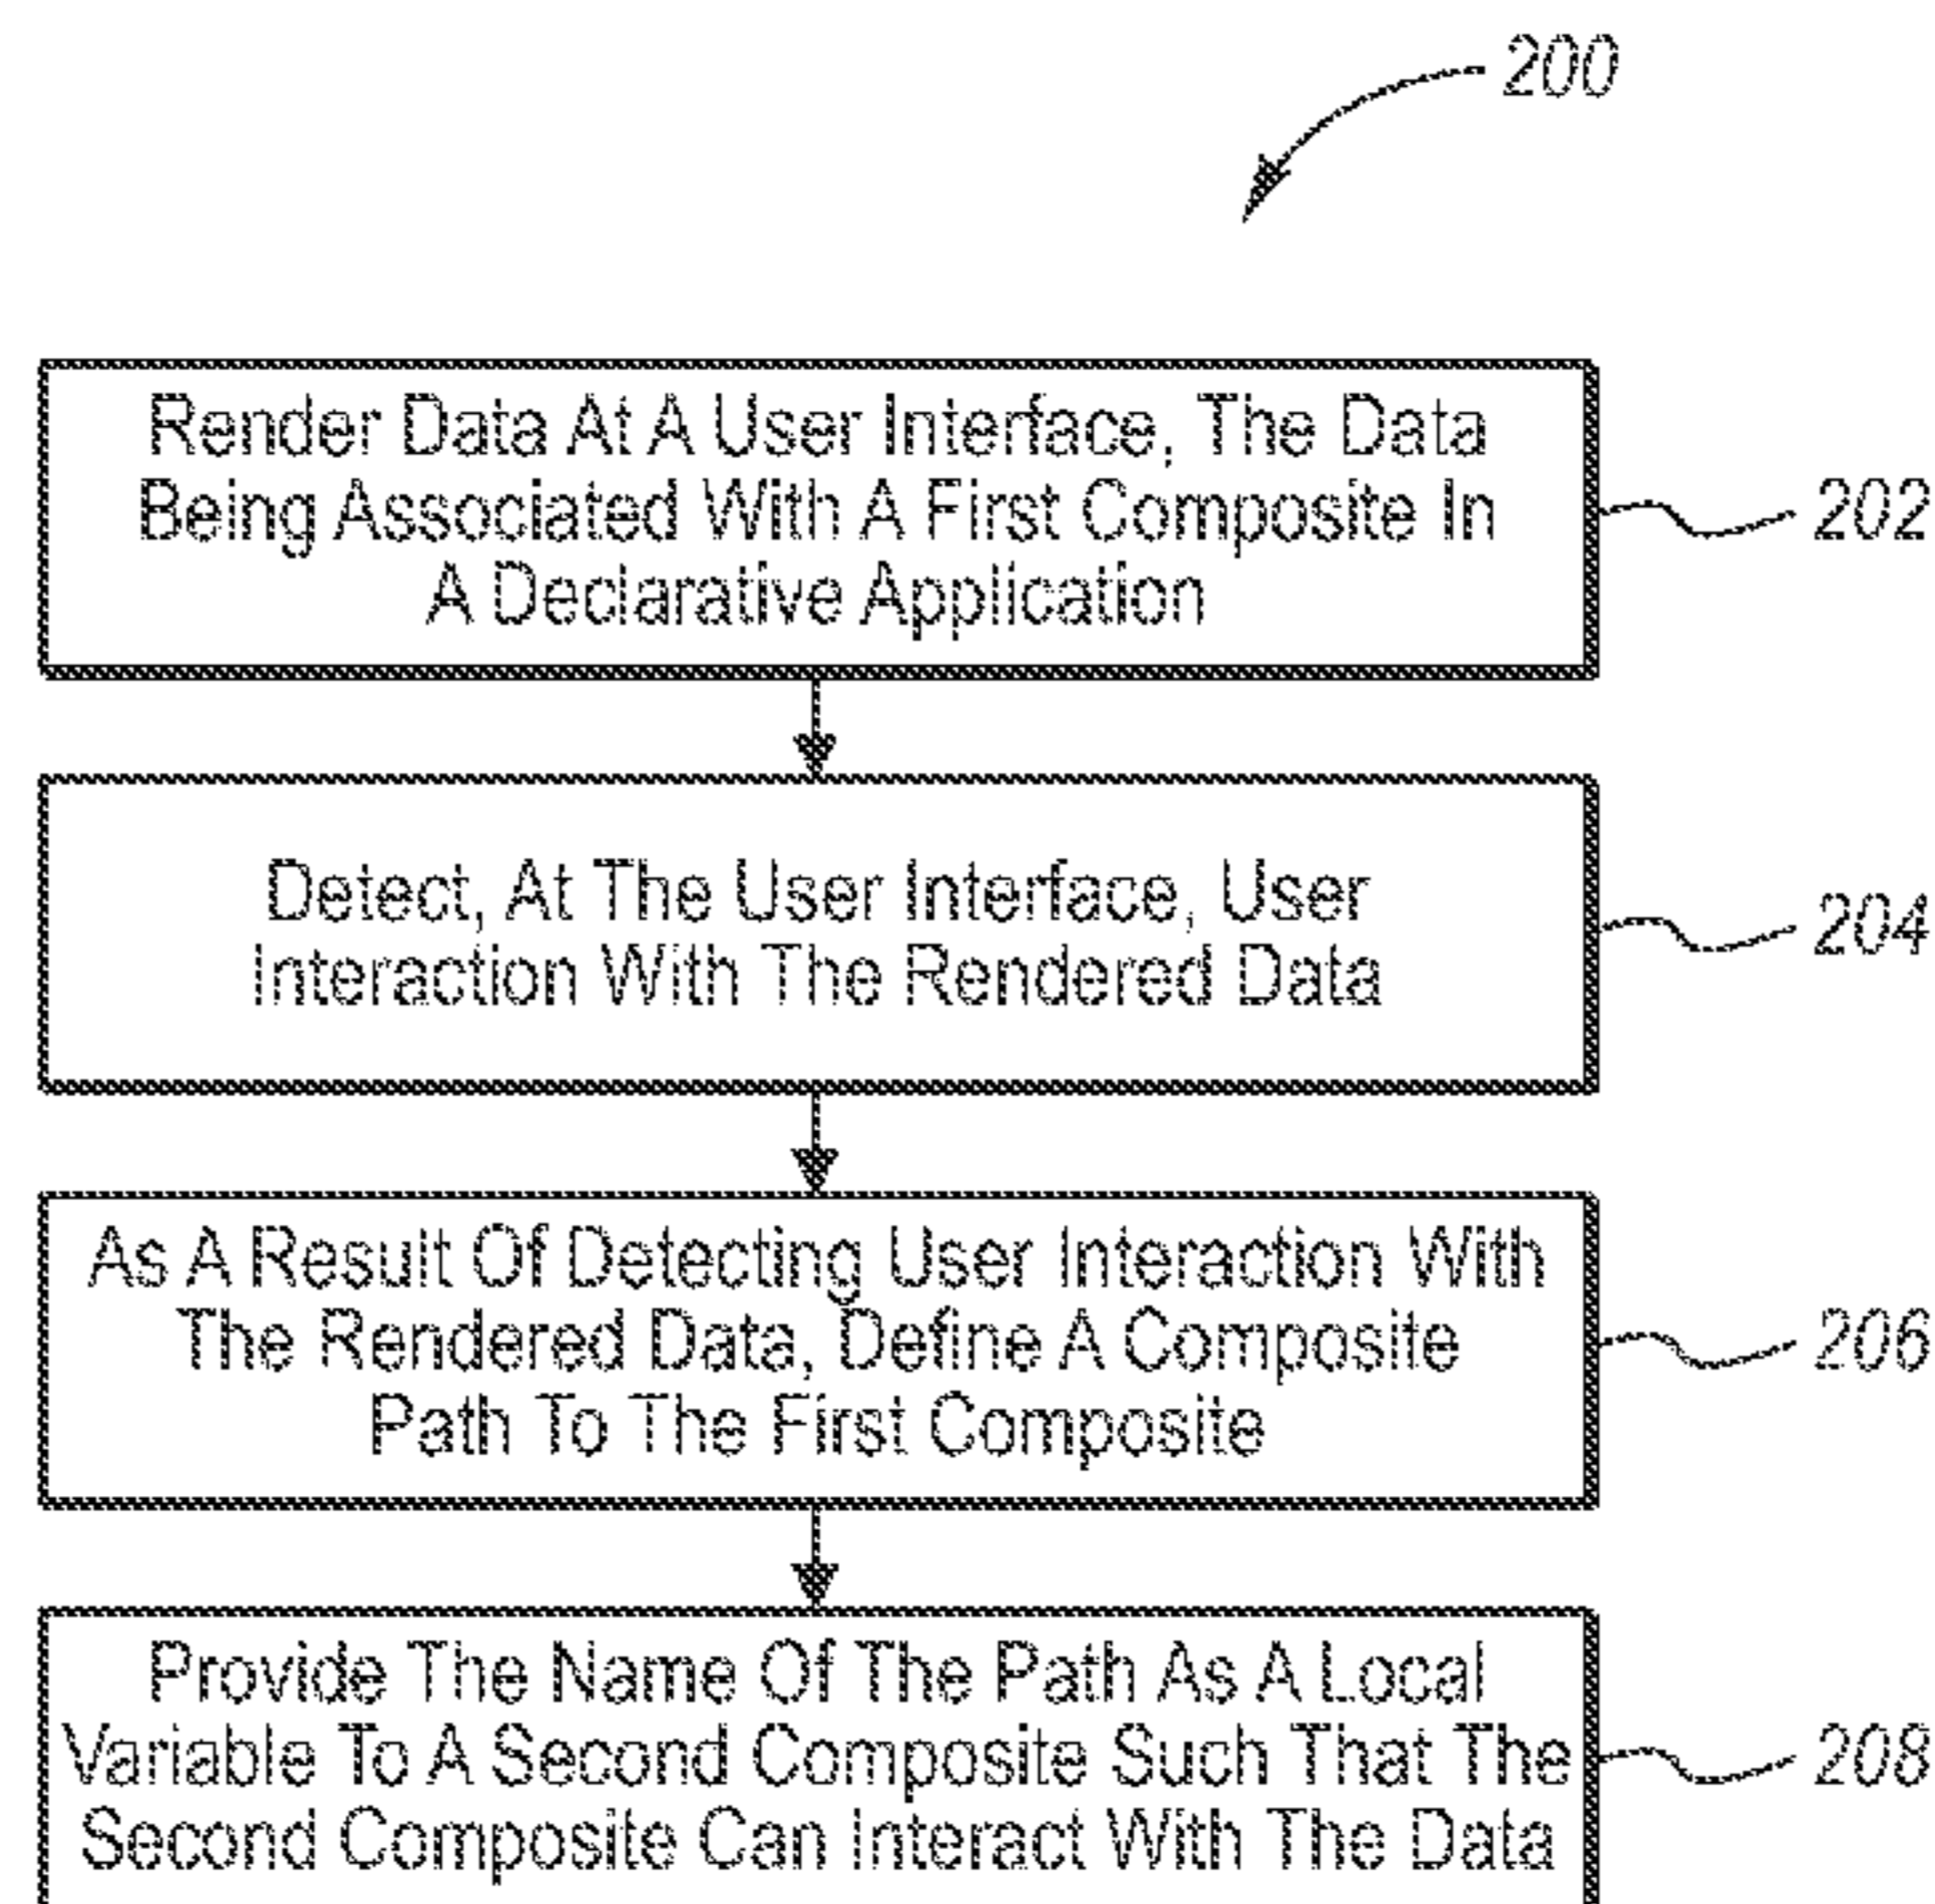 200
Render Data At A User Interface, The Data
Being Associated With A First Composite In
A Declarative Application
202
Detect, At The User Interface, User
Interaction With The Rendered Data
204
As A Result Of Detecting User Interaction With
The Rendered Data, Define A Composite
Path To The First Composite
206
Provide The Name Of The Path As A Local
Variable To A Second Composite Such That The
Second Composite Can Interact With The Data
208